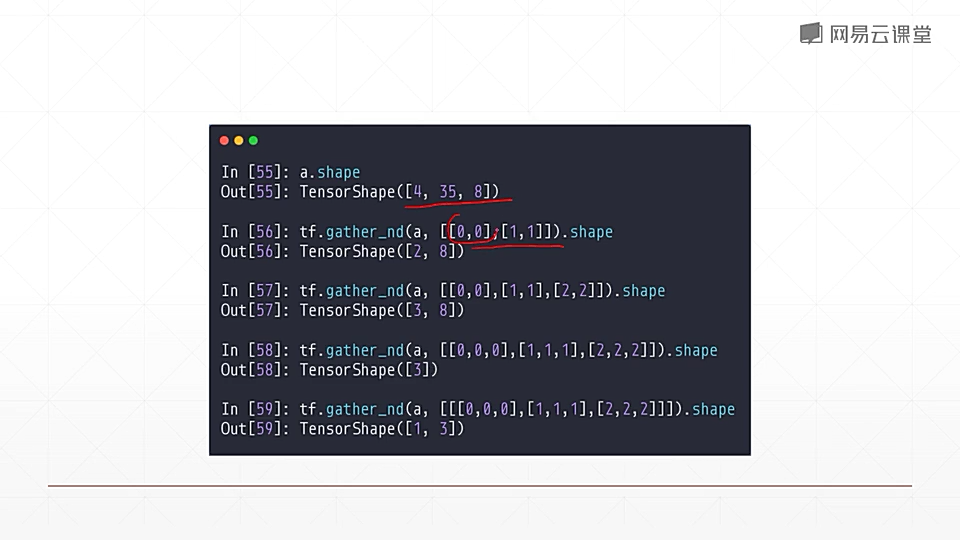 网易云课堂
In [55]: a.shape
Out[55]: TensorShape([4, 35, 8])
In [56]: tf.gather_nd(a, [[0,0],[1,1]]).shape
Out[56]: TensorShape([2, 8])
In [57]: tf.gather_nd(a, [[0,0],[1,1],[2,2]]).shape
Out[57]: TensorShape([3, 8])
In [58]: tf.gather_nd(a, [[0,0,0],[1,1,1],[2,2,2]]).shape
Out[58]: TensorShape([3])
In [59]: tf.gather_nd(a, [[[0,0,0],[1,1,1],[2,2,2]]]).shape
Out[59]: TensorShape([1, 3])